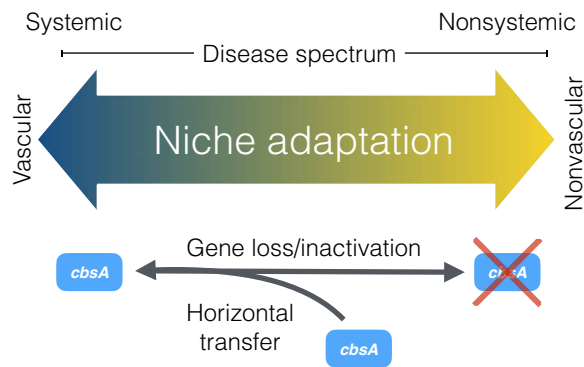 Systemic
Nonsystemic
Disease spectrum
Vascular
Niche adaptation
Nonvascular
Gene loss/inactivation
cbsA
cbsA
Horizontal
transfer
cbsA